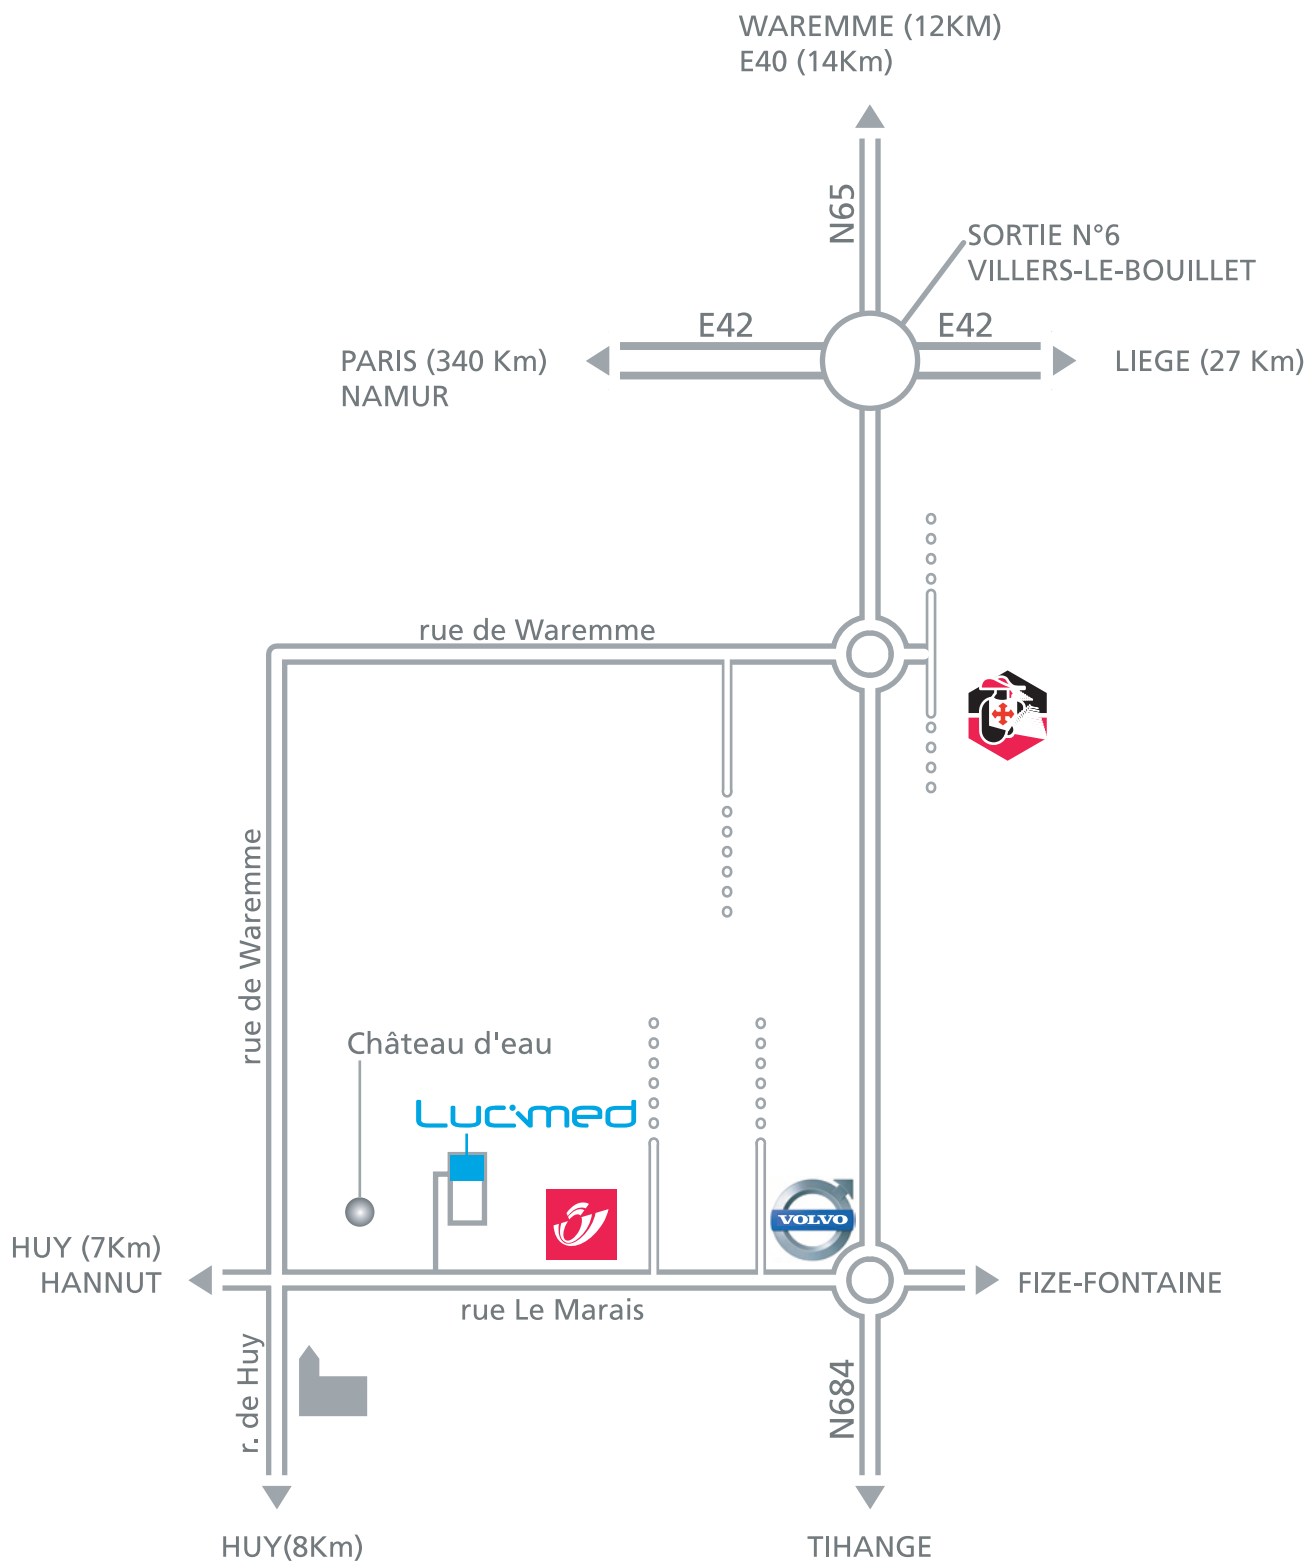 WAREMME (12KM)
E40 (14Km)
N65
SORTIE N°6
VILLERS-LE-BOUILLET
E42
E42
PARIS (340 Km)
NAMUR
LIEGE (27 Km)
rue de Waremme
rue de Waremme
Château d'eau
Lucimed
VOLVO
HUY (7Km)
HANNUT
FIZE-FONTAINE
rue Le Marais
r. de Huy
N684
HUY(8Km)
TIHANGE